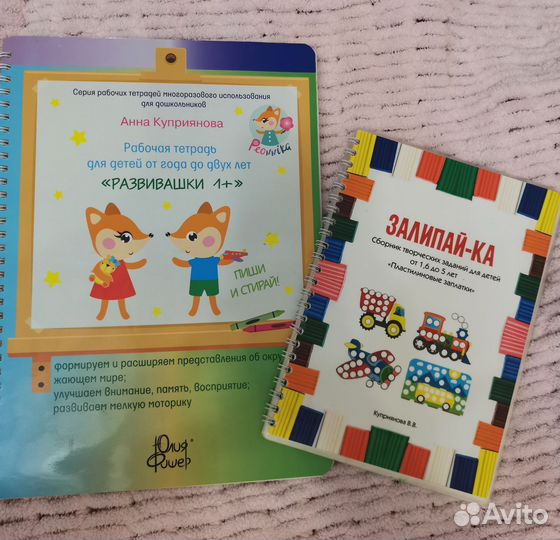 Серия рабочих тетрадей многоразового использования
для дошкольников
Анна Куприянова
Рабочая тетрадь
для детей от года до двух лет
«РАЗВИВАШКИ 1+»
ПИШИ
И СТИРАЙ!
формируем и расширяем представления об окру
жающем мире;
улучшаем внимание, память, восприятие;
развиваем мелкую моторику
Юлия
Фишер
ЗАЛИПАЙ-КА
Сборник творческих заданий для детей
от 1,6 до 5 лет
«Пластилиновые заплатки»
Куприянова В.В.
Avito